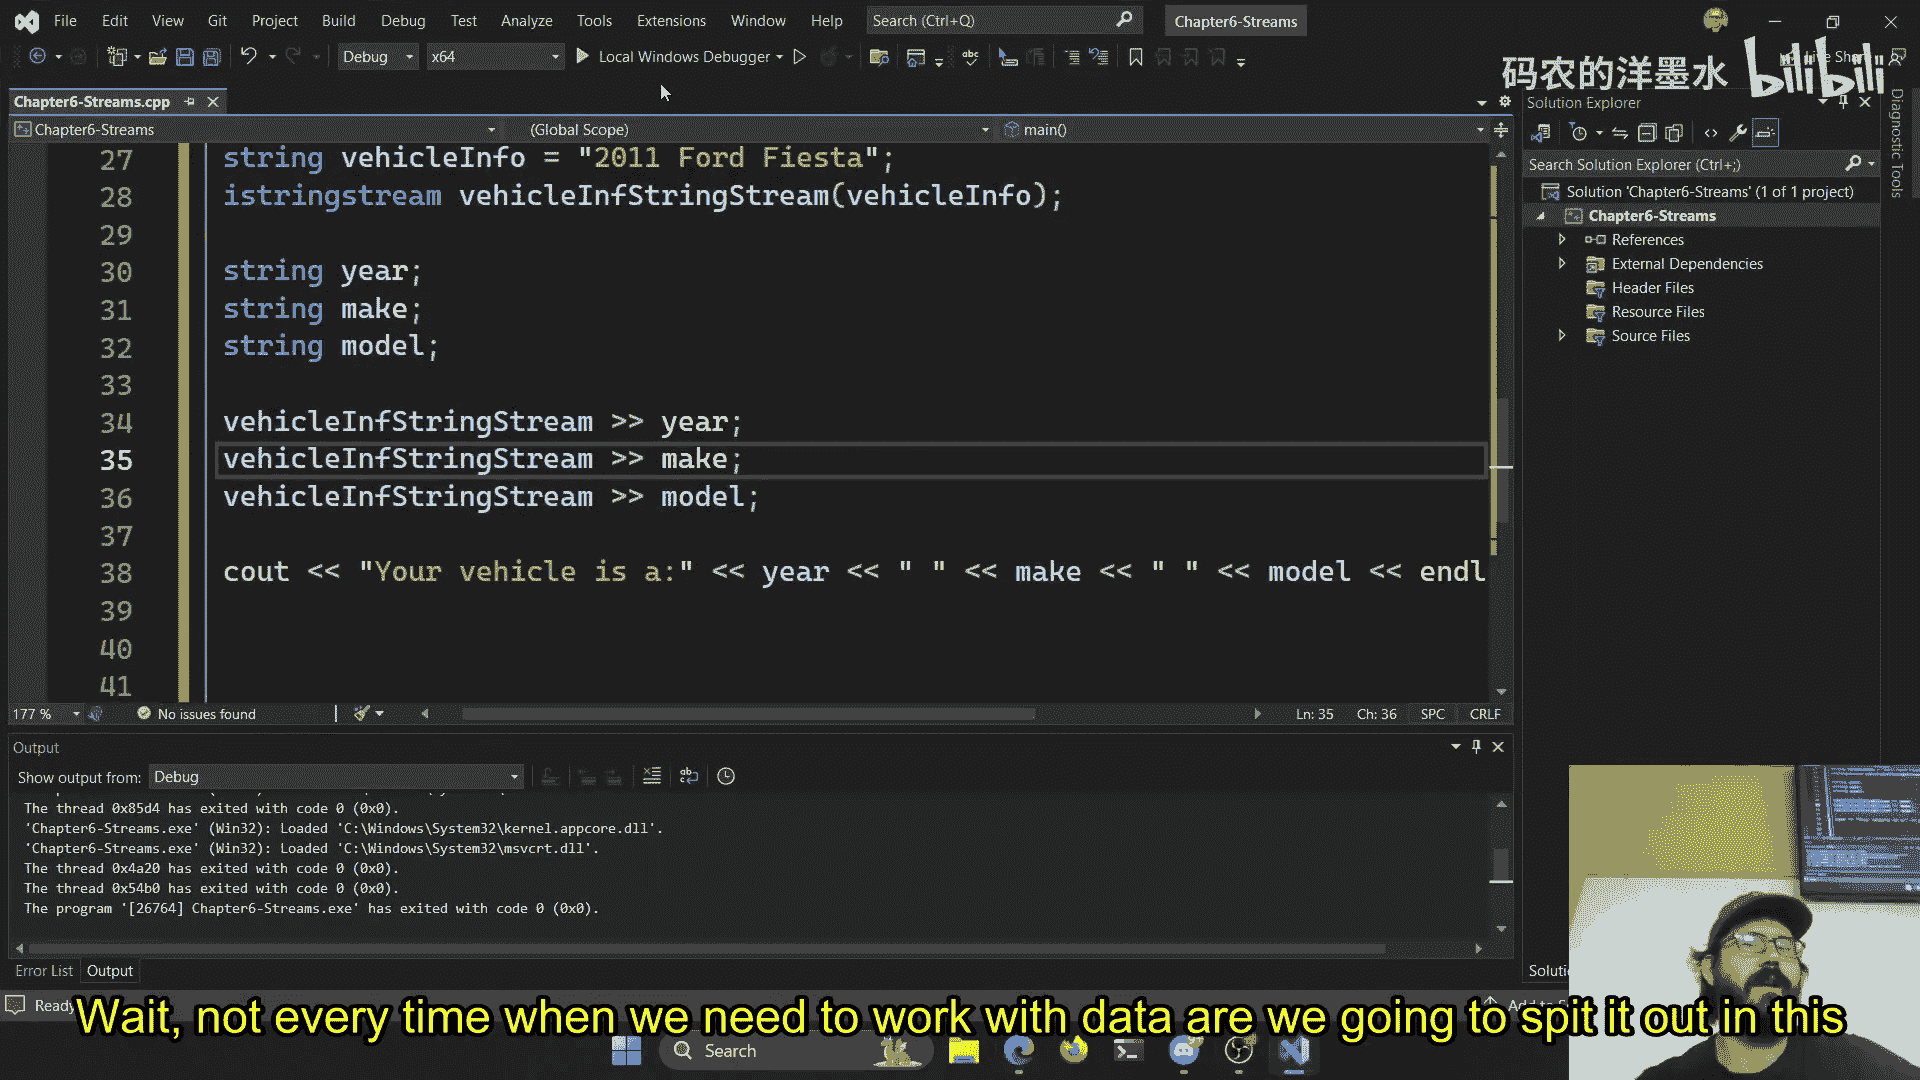 File Edit View Git Project Build Debug Test Analyze Tools Extensions Window Help Search (Ctrl+Q) Chapter6-Streams
Debug x64 Local Windows Debugger Live Share
码农的洋墨水 bilibili
Chapter6-Streams.cpp
Chapter6-Streams (Global Scope) main()
27 string vehicleInfo = "2011 Ford Fiesta";
28 istringstream vehicleInfStringStream(vehicleInfo);
29
30 string year;
31 string make;
32 string model;
33
34 vehicleInfStringStream >> year;
35 vehicleInfStringStream >> make;
36 vehicleInfStringStream >> model;
37
38 cout << "Your vehicle is a:" << year << " " << make << " " << model << endl
39
40
41
177 % No issues found Ln: 35 Ch: 36 SPC CRLF
Output
Show output from: Debug
The thread 0x85d4 has exited with code 0 (0x0).
'Chapter6-Streams.exe' (Win32): Loaded 'C:\Windows\System32\kernel.appcore.dll'.
'Chapter6-Streams.exe' (Win32): Loaded 'C:\Windows\System32\msvcrt.dll'.
The thread 0x4a20 has exited with code 0 (0x0).
The thread 0x54b0 has exited with code 0 (0x0).
The program '[26764] Chapter6-Streams.exe' has exited with code 0 (0x0).
Error List Output
Solution Explorer
Search Solution Explorer (Ctrl+;)
Solution 'Chapter6-Streams' (1 of 1 project)
Chapter6-Streams
References
External Dependencies
Header Files
Resource Files
Source Files
Diagnostic Tools
Ready
Wait, not every time when we need to work with data are we going to spit it out in this
Search